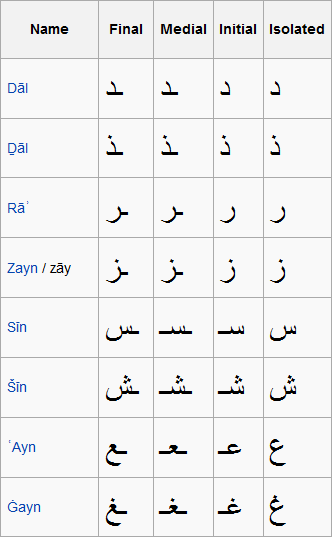 Name Final Medial Initial Isolated
Dāl ـد ـد د د
Ḏāl ـذ ـذ ذ ذ
Rāʾ ـر ـر ر ر
Zayn / zāy ـز ـز ز ز
Sīn ـس ـسـ سـ س
Šīn ـش ـشـ شـ ش
ʿAyn ـع ـعـ عـ ع
Ġayn ـغ ـغـ غـ غ